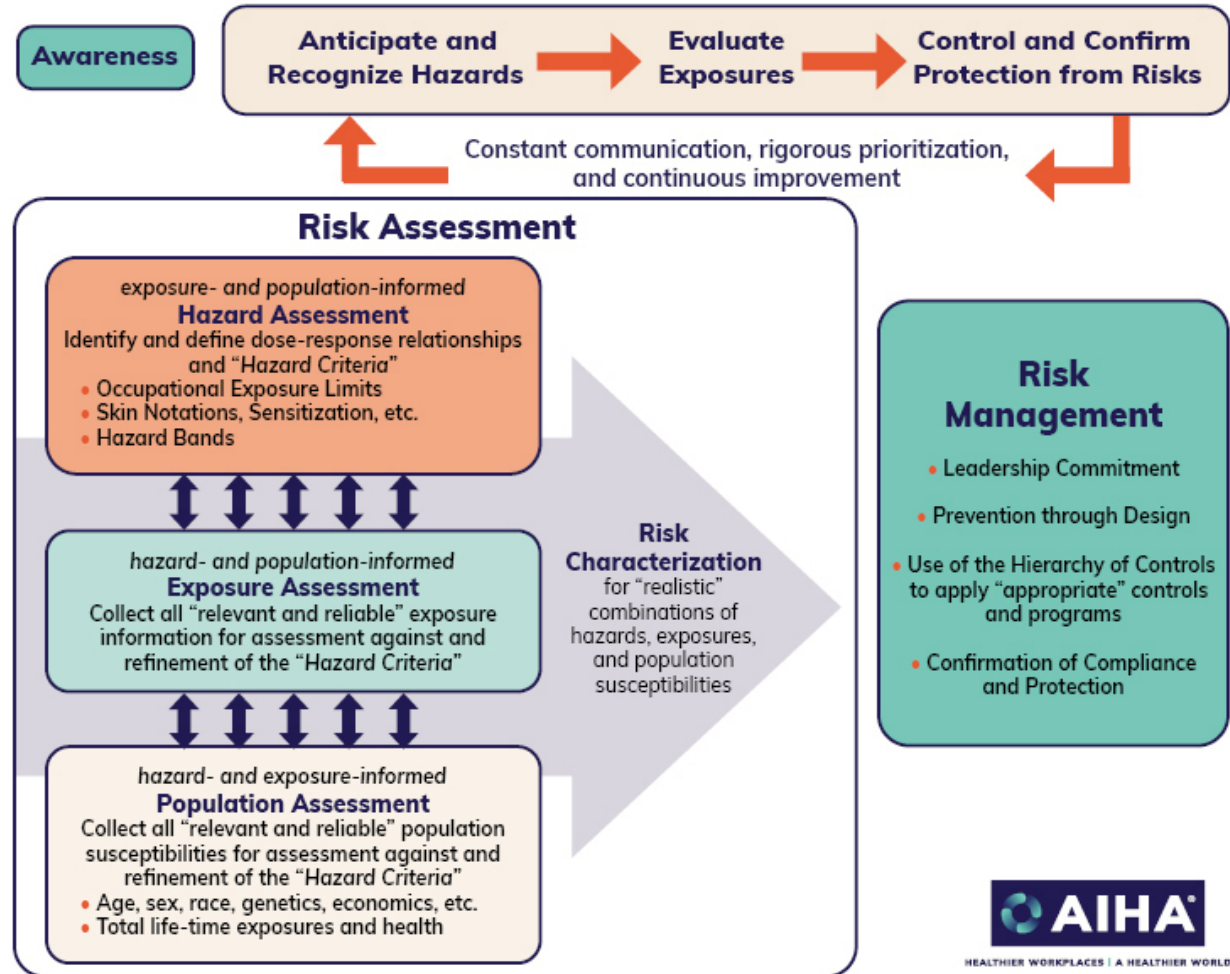 Awareness
Anticipate and
Recognize Hazards
Evaluate
Exposures
Control and Confirm
Protection from Risks
Constant communication, rigorous prioritization,
and continuous improvement
Risk Assessment
exposure- and population-informed
Hazard Assessment
Identify and define dose-response relationships
and “Hazard Criteria”
• Occupational Exposure Limits
• Skin Notations, Sensitization, etc.
• Hazard Bands
hazard- and population-informed
Exposure Assessment
Collect all “relevant and reliable” exposure
information for assessment against and
refinement of the “Hazard Criteria”
hazard- and exposure-informed
Population Assessment
Collect all “relevant and reliable” population
susceptibilities for assessment against and
refinement of the “Hazard Criteria”
• Age, sex, race, genetics, economics, etc.
• Total life-time exposures and health
Risk
Characterization
for “realistic”
combinations of
hazards, exposures,
and population
susceptibilities
Risk
Management
• Leadership Commitment
• Prevention through Design
• Use of the Hierarchy of Controls
to apply “appropriate” controls
and programs
• Confirmation of Compliance
and Protection
AIHA®
HEALTHIER WORKPLACES | A HEALTHIER WORLD